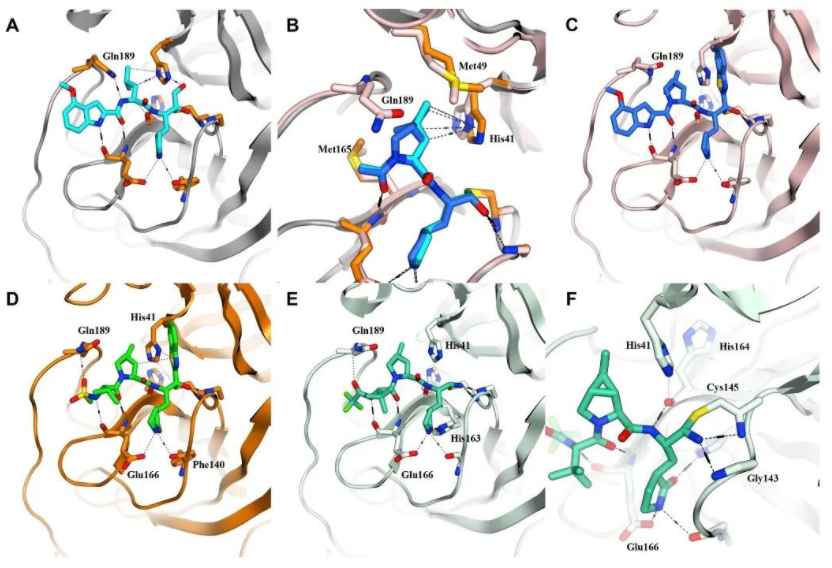 A
Gln189
B
Met49
Gln189
His41
Met165
C
Gln189
D
His41
Gln189
Glu166
Phe140
E
Gln189
His41
His163
Glu166
F
His41
His164
Cys145
Gly143
Glu166